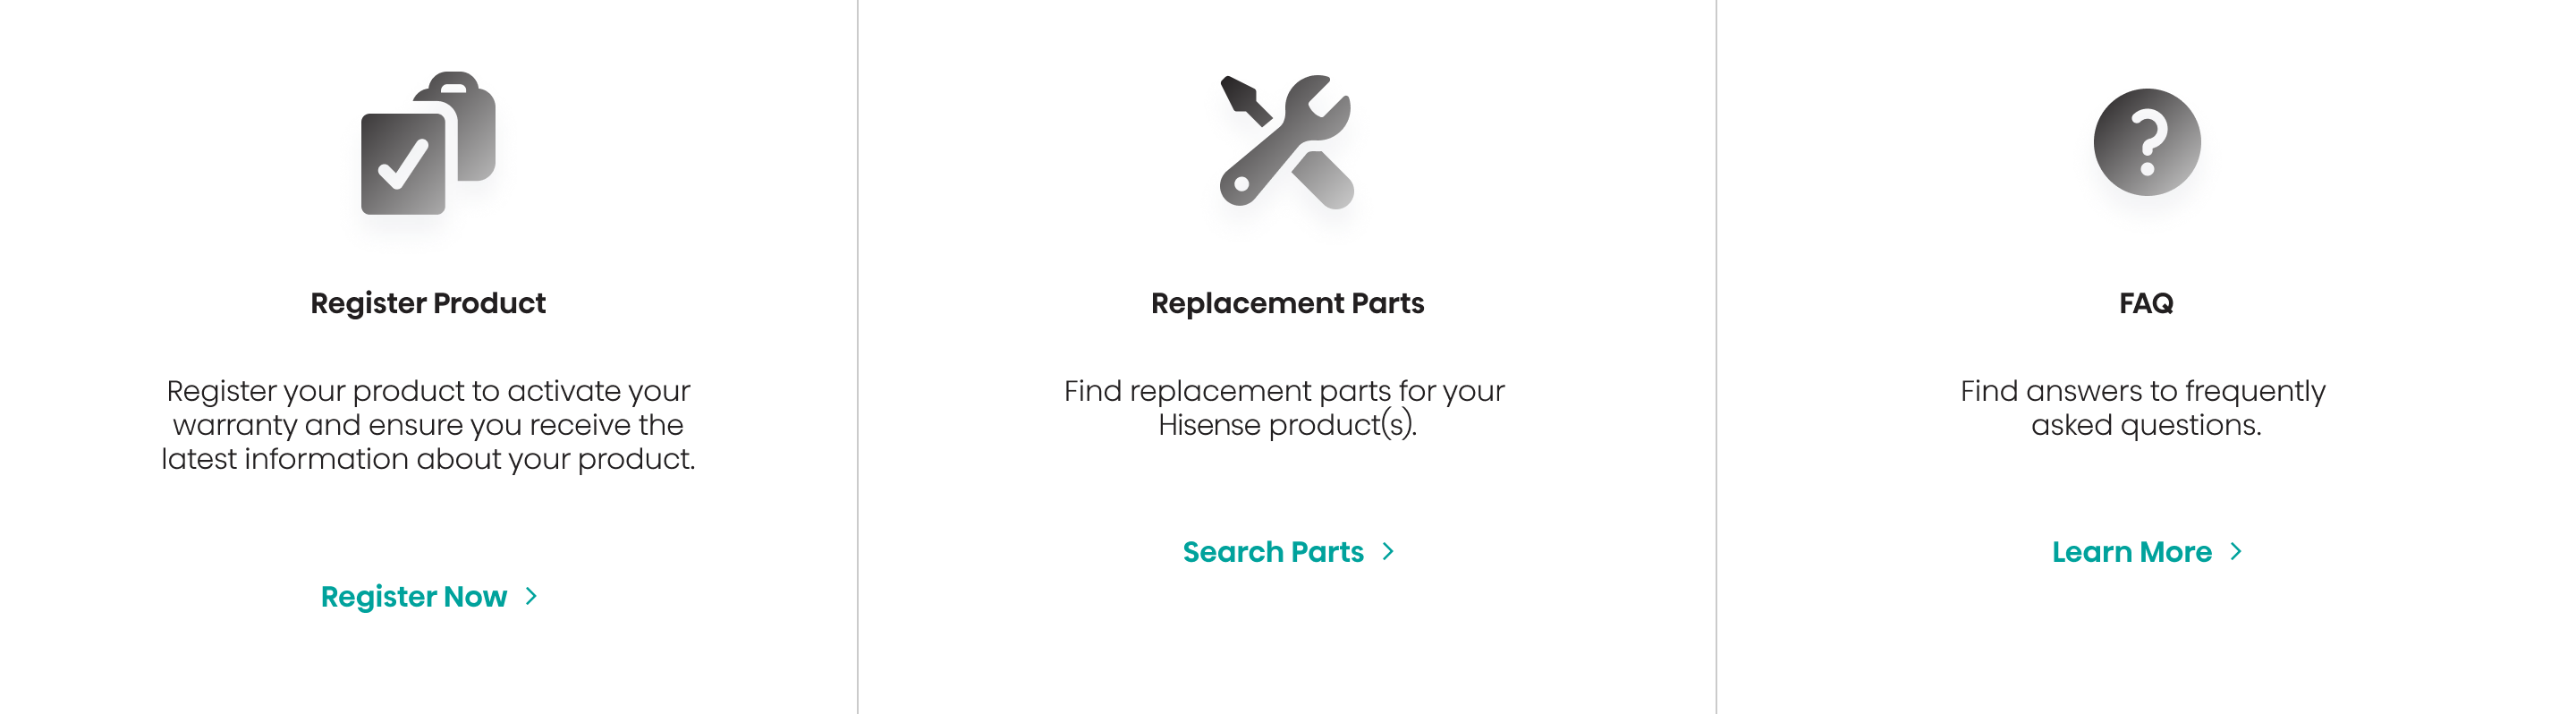 Register Product
Register your product to activate your
warranty and ensure you receive the
latest information about your product.
Register Now
Replacement Parts
Find replacement parts for your
Hisense product(s).
Search Parts
FAQ
Find answers to frequently
asked questions.
Learn More